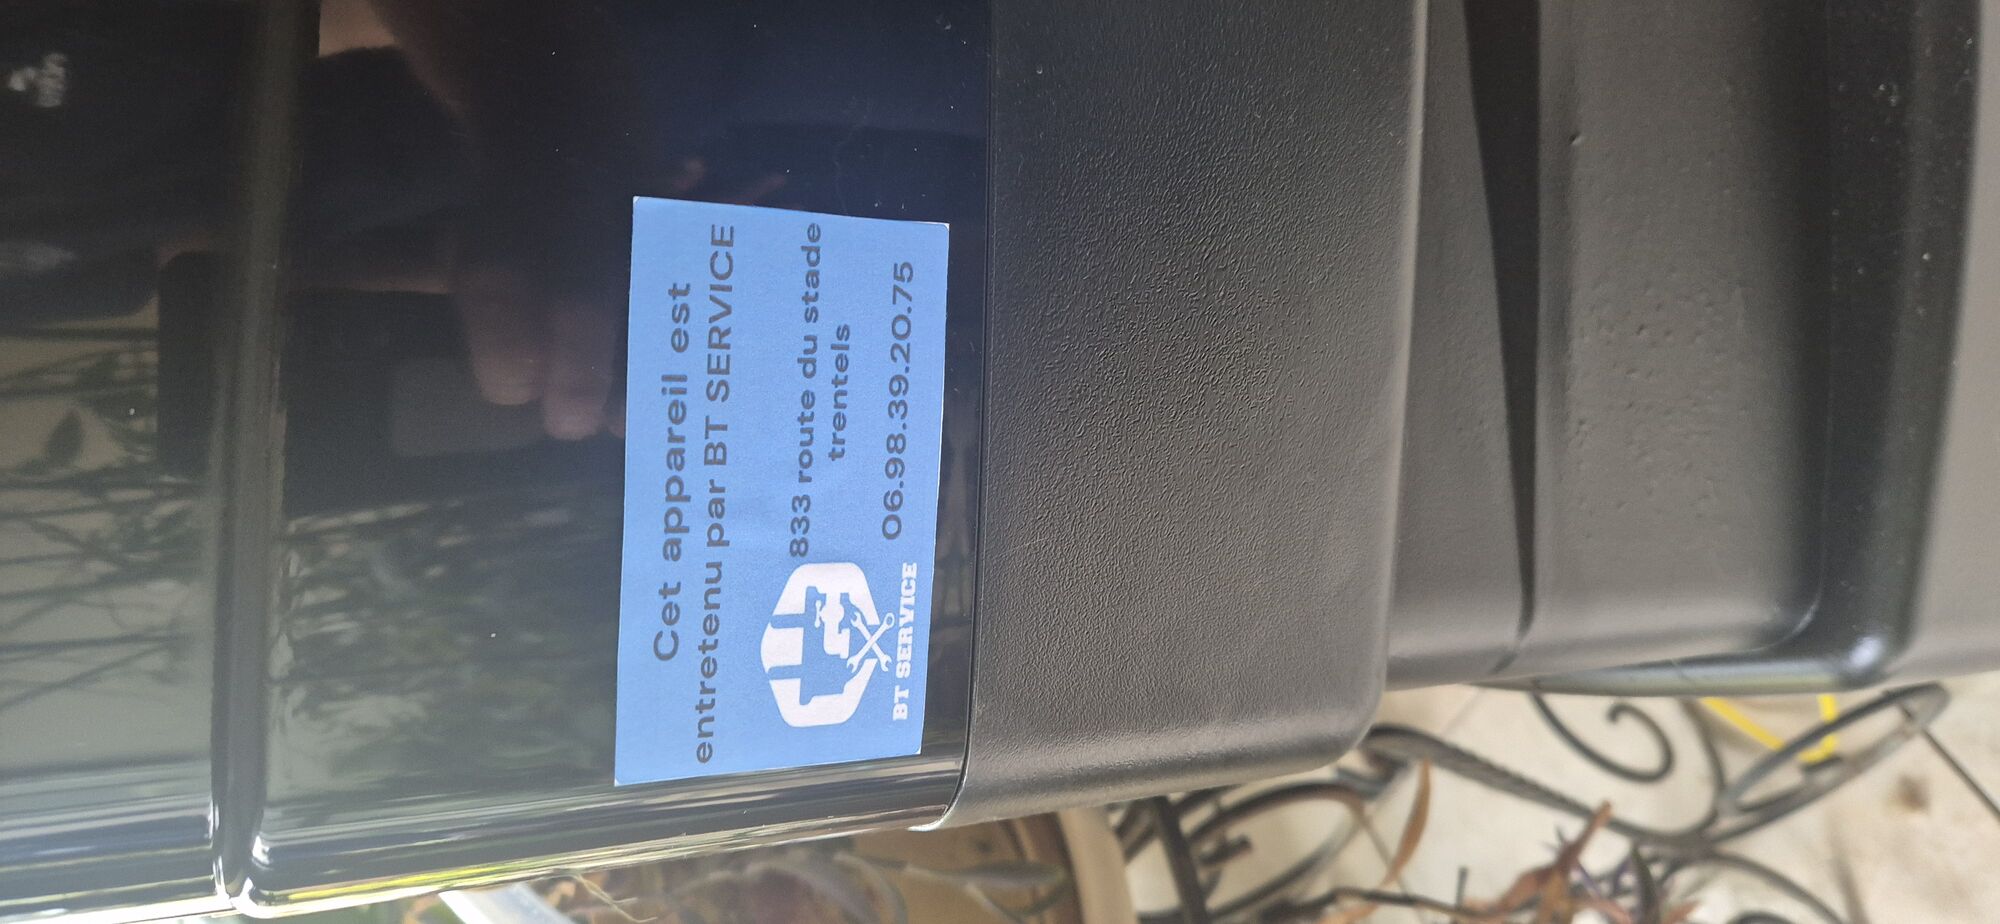 Cet appareil est
entretenu par BT SERVICE
833 route du stade
trentels
06.98.39.20.75
BT SERVICE